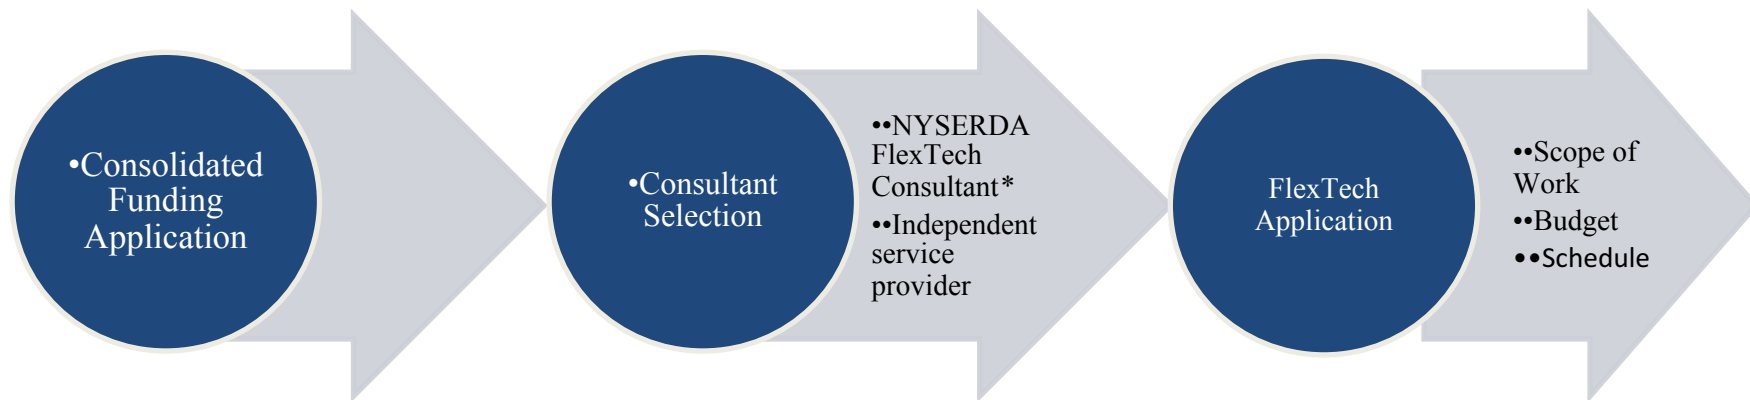 •Consolidated
Funding
Application
•Consultant
Selection
••NYSERDA
FlexTech
Consultant*
••Independent
service
provider
FlexTech
Application
••Scope of
Work
••Budget
••Schedule